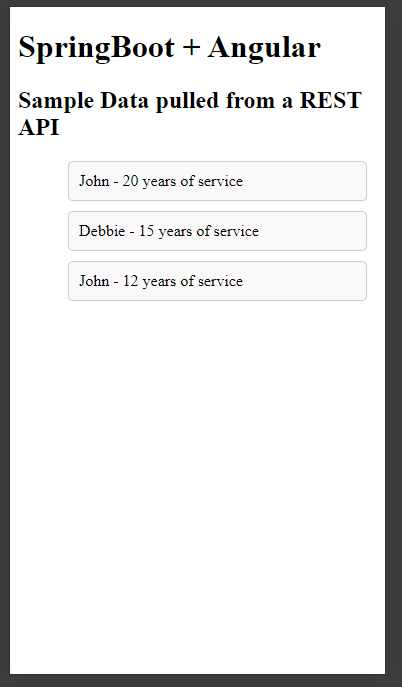 SpringBoot + Angular
Sample Data pulled from a REST
API
John - 20 years of service
Debbie - 15 years of service
John - 12 years of service